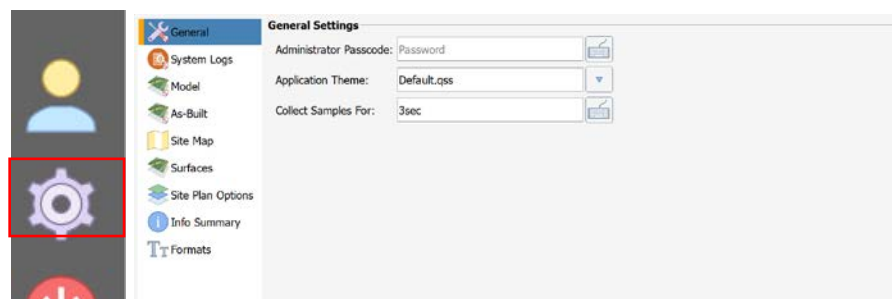 General
System Logs
Model
As-Built
Site Map
Surfaces
Site Plan Options
Info Summary
Formats
General Settings
Administrator Passcode: Password
Application Theme: Default.qss
Collect Samples For: 3sec